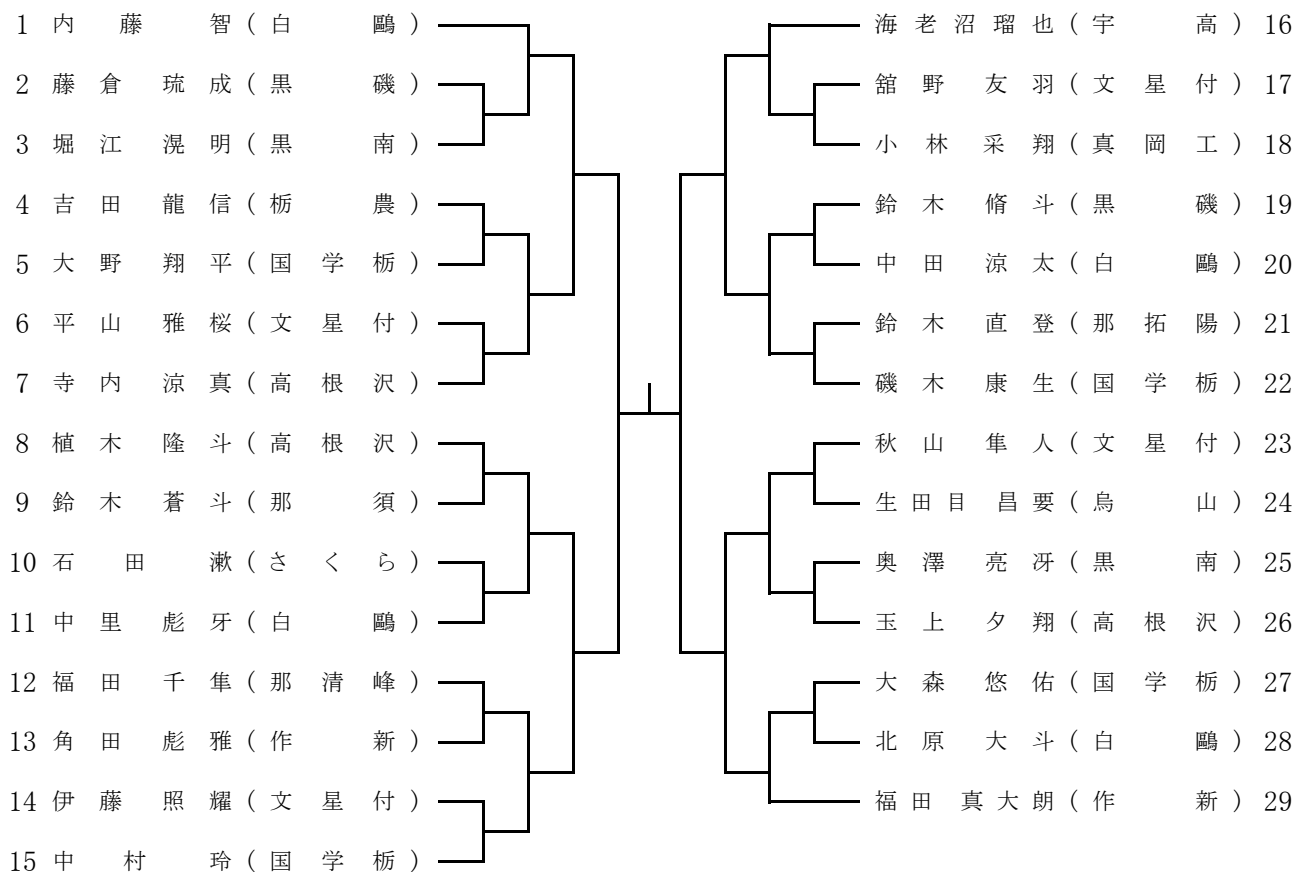 1 内藤智(白鷗)
2 藤倉琉成(黒磯)
3 堀江滉明(黒南)
4 吉田龍信(栃農)
5 大野翔平(国学栃)
6 平山雅桜(文星付)
7 寺内涼真(高根沢)
8 植木隆斗(高根沢)
9 鈴木蒼斗(那須)
10 石田漱(さくら)
11 中里彪牙(白鷗)
12 福田千隼(那清峰)
13 角田彪雅(作新)
14 伊藤照耀(文星付)
15 中村玲(国学栃)
海老沼瑠也(宇高) 16
舘野友羽(文星付) 17
小林采翔(真岡工) 18
鈴木脩斗(黒磯) 19
中田涼太(白鷗) 20
鈴木直登(那拓陽) 21
磯木康生(国学栃) 22
秋山隼人(文星付) 23
生田目昌要(烏山) 24
奥澤亮冴(黒南) 25
玉上夕翔(高根沢) 26
大森悠佑(国学栃) 27
北原大斗(白鷗) 28
福田真大朗(作新) 29